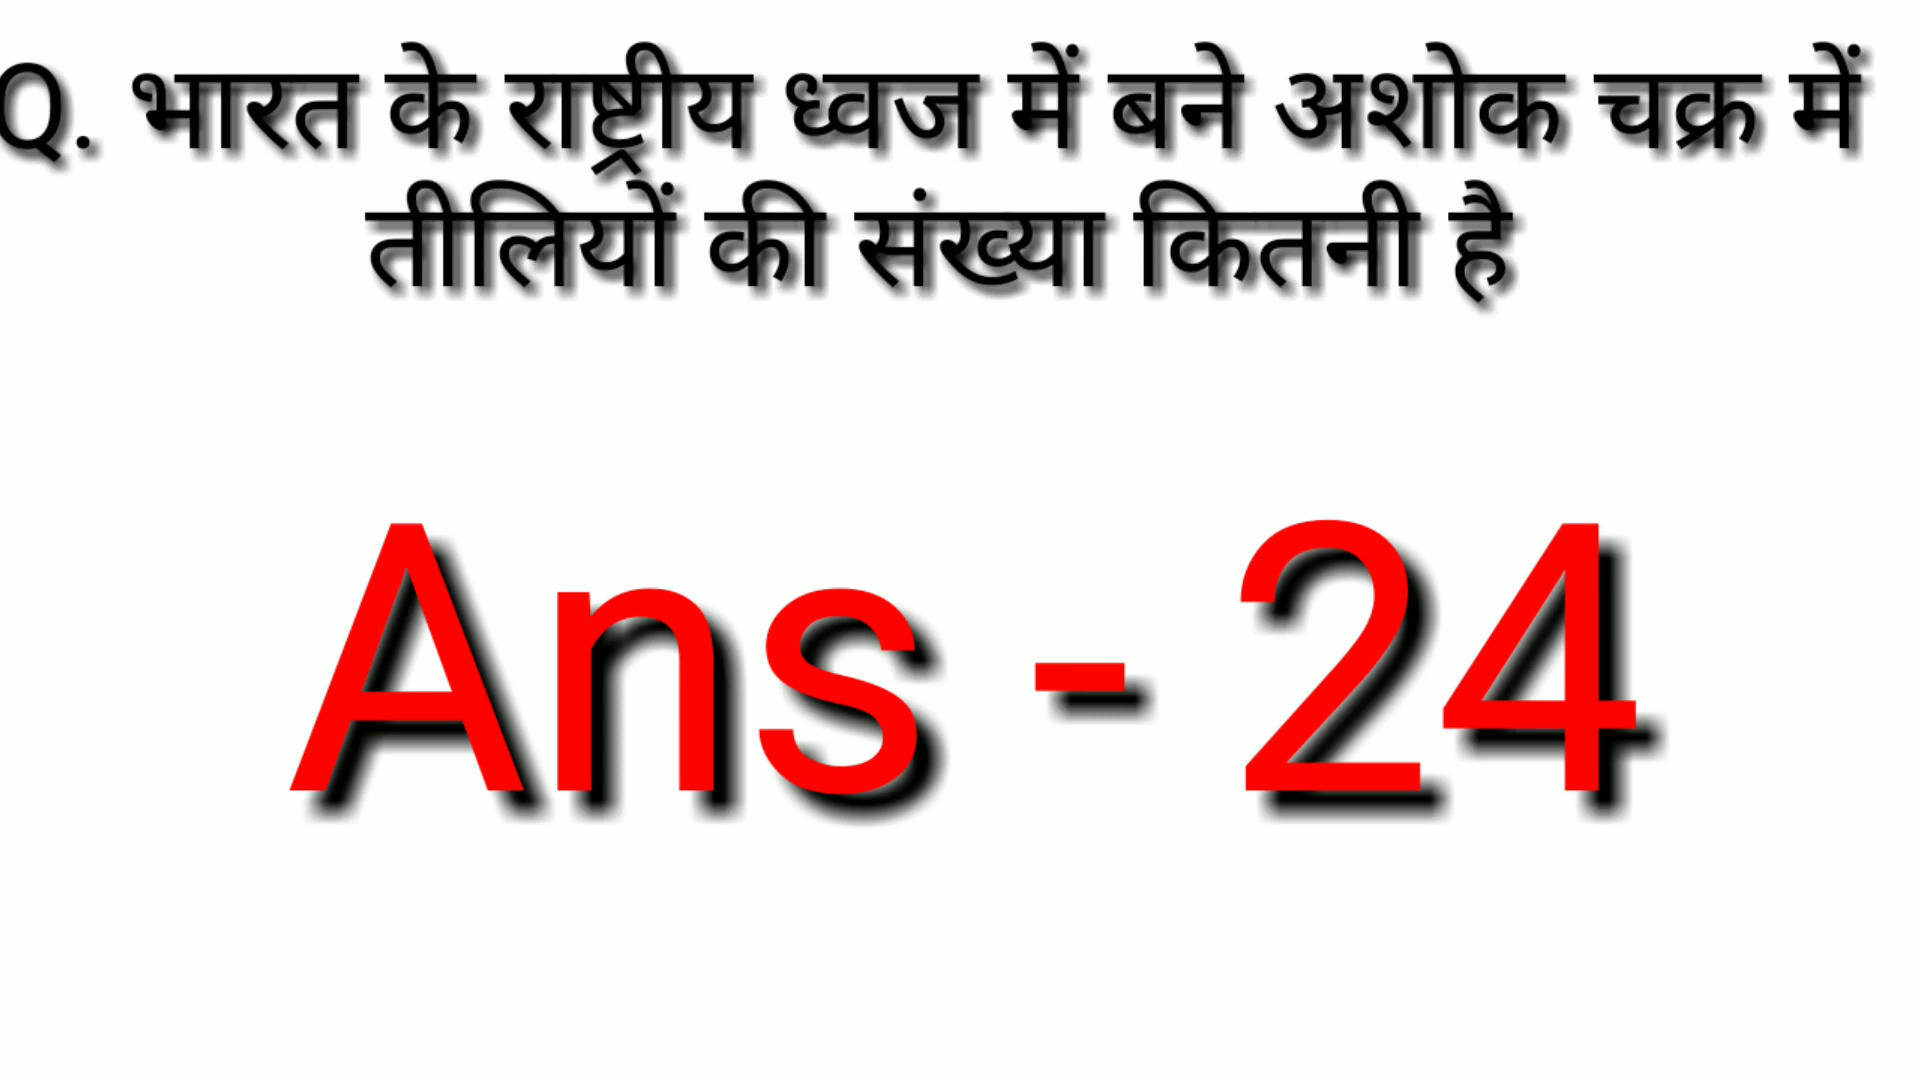 Q. भारत के राष्ट्रीय ध्वज में बने अशोक चक्र में
तीलियों की संख्या कितनी है
Ans - 24